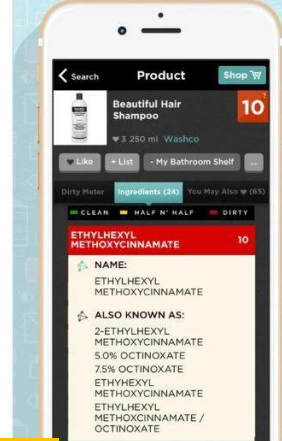 Search
Product
Shop
Beautiful Hair
Shampoo
10
3 250 ml Washco
Like
+ List
- My Bathroom Shelf
...
Dirty Meter
Ingredients (24)
You May Also ♥ (65)
CLEAN
HALF N' HALF
DIRTY
ETHYLHEXYL
METHOXYCINNAMATE
10
NAME:
ETHYLHEXYL
METHOXYCINNAMATE
ALSO KNOWN AS:
2-ETHYLHEXYL
METHOXYCINNAMATE
5.0% OCTINOXATE
7.5% OCTINOXATE
ETHYHEXYL
METHOXYCINNAMATE
ETHYLHEXYL
METHOXCINNAMATE /
OCTINOXATE